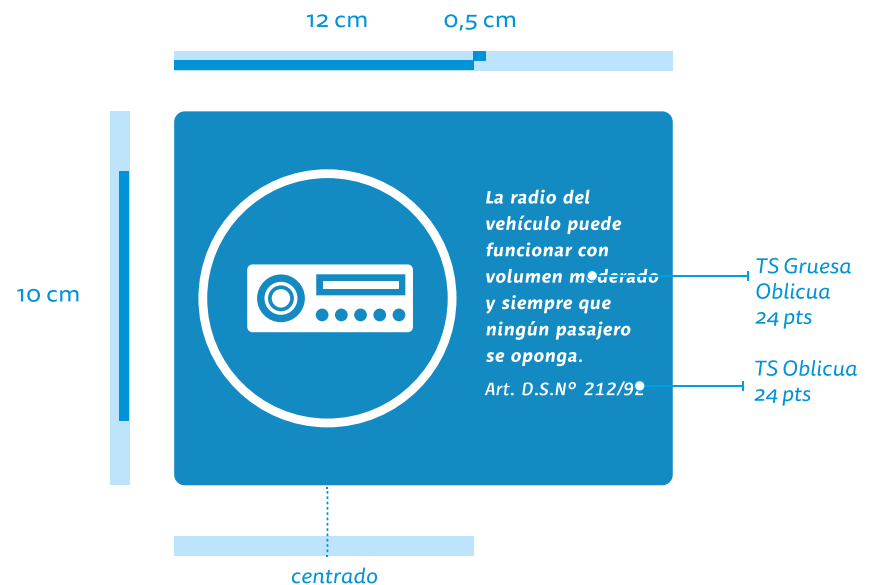 12 cm
0,5 cm
10 cm
La radio del
vehículo puede
funcionar con
volumen moderado
y siempre que
ningún pasajero
se oponga.
Art. D.S.Nº 212/92
TS Gruesa
Oblicua
24 pts
TS Oblicua
24 pts
centrado